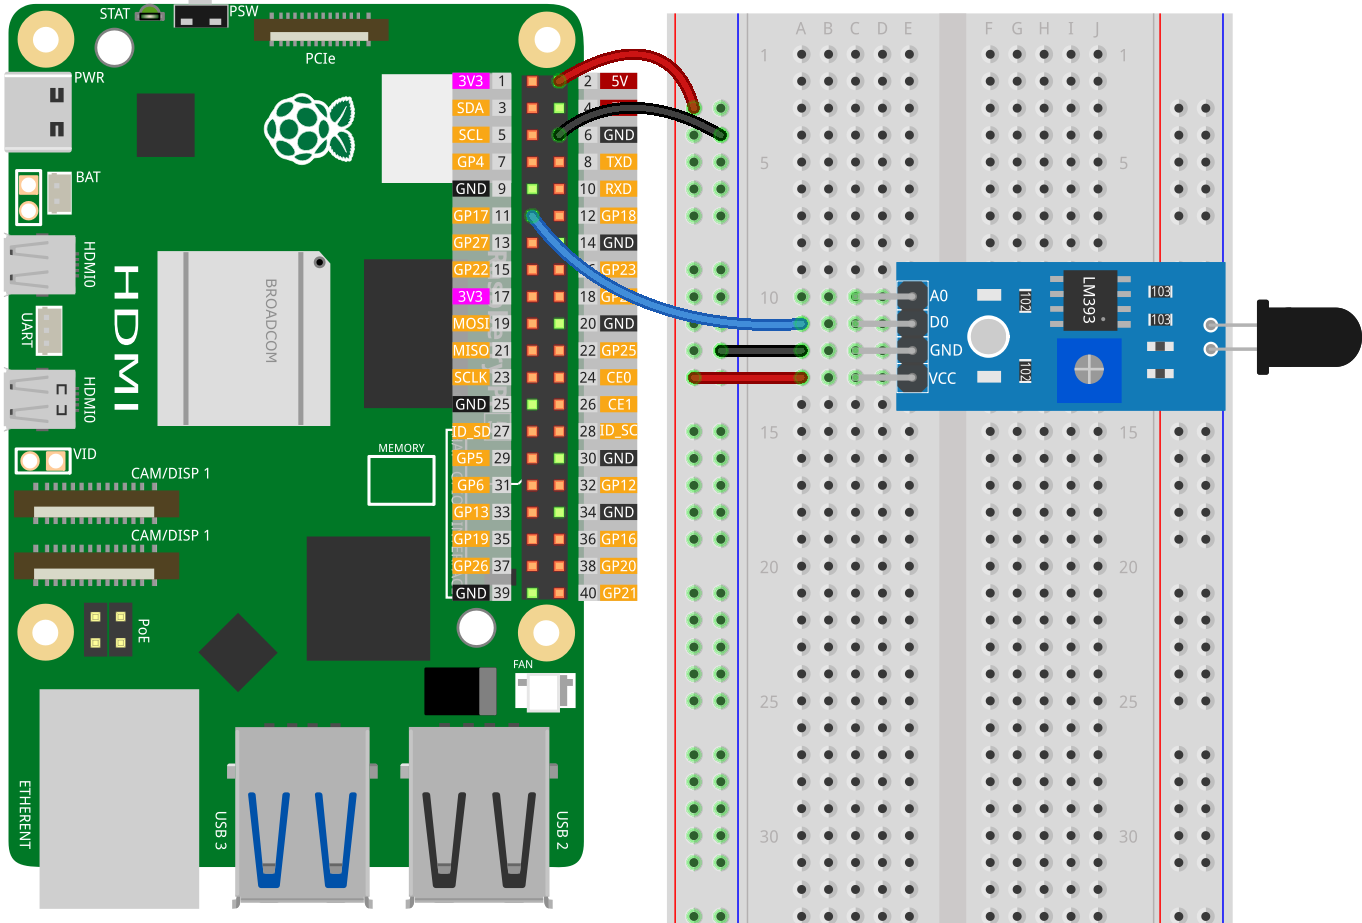 STAT
PSW
PCIe
PWR
BAT
HDMI0
HDMI
UART
HDMI0
BROADCOM
VID
CAM/DISP 1
CAM/DISP 1
MEMORY
PoE
FAN
ETHERENT
USB 3
USB 2
3V3 1 2 5V
SDA 3 4
SCL 5 6 GND
GP4 7 8 TXD
GND 9 10 RXD
GP17 11 12 GP18
GP27 13 14 GND
GP22 15 GP23
3V3 17 18
MOSI 19 20 GND
MISO 21 22 GP25
SCLK 23 24 CE0
GND 25 26 CE1
ID_SD 27 28 ID_SC
GP5 29 30 GND
GP6 31 32 GP12
GP13 33 34 GND
GP19 35 36 GP16
GP26 37 38 GP20
GND 39 40 GP21
A B C D E F G H I J
1 1
5 5
10
15 15
20 20
25 25
30 30
A0
D0
GND
VCC
102
102
LM393
103
103